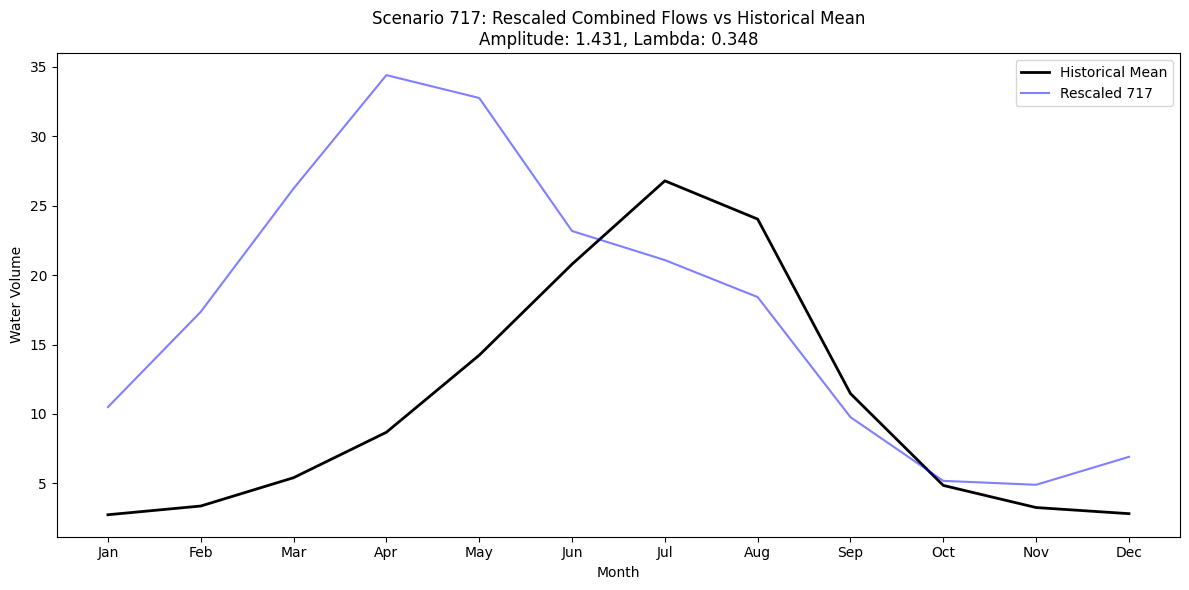 Scenario 717: Rescaled Combined Flows vs Historical Mean
Amplitude: 1.431, Lambda: 0.348
Historical Mean
Rescaled 717
Water Volume
35
30
25
20
15
10
5
Jan Feb Mar Apr May Jun Jul Aug Sep Oct Nov Dec
Month